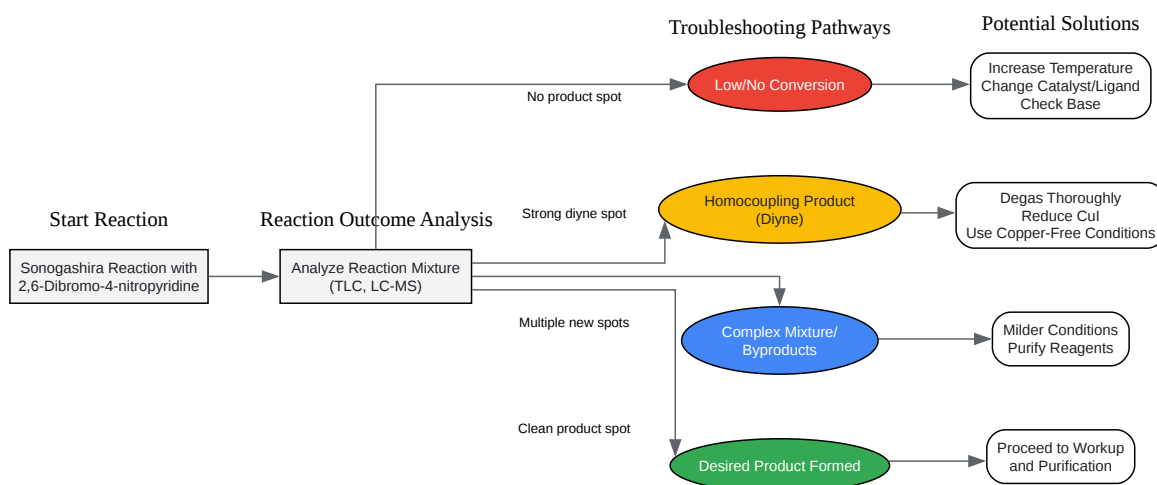 Troubleshooting Pathways
Potential Solutions
Low/No Conversion
Increase Temperature
Change Catalyst/Ligand
Check Base
No product spot
Start Reaction
Reaction Outcome Analysis
Strong diyne spot
Homocoupling Product
(Diyne)
Degas Thoroughly
Reduce CuI
Use Copper-Free Conditions
Sonogashira Reaction with
2,6-Dibromo-4-nitropyridine
Analyze Reaction Mixture
(TLC, LC-MS)
Multiple new spots
Complex Mixture/
Byproducts
Milder Conditions
Purify Reagents
Clean product spot
Desired Product Formed
Proceed to Workup
and Purification